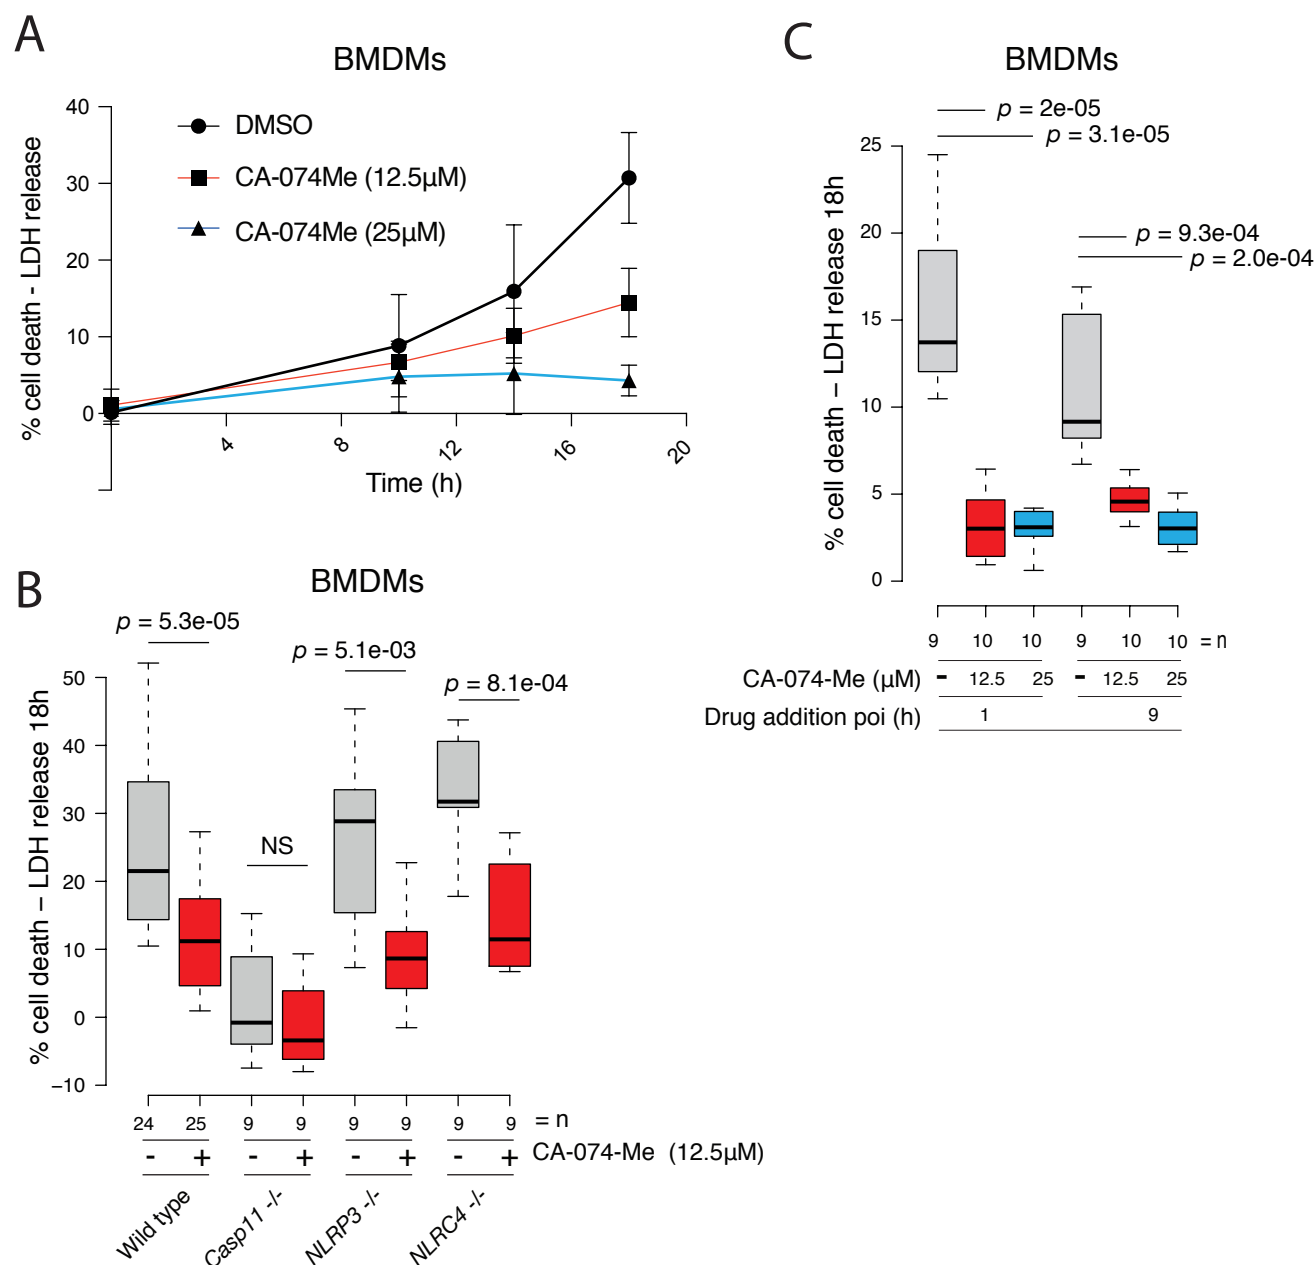 A
BMDMs
% cell death - LDH release
40
30
20
10
0
DMSO
CA-074Me (12.5µM)
CA-074Me (25µM)
4
8
12
16
20
Time (h)
B
BMDMs
p = 5.3e-05
p = 5.1e-03
p = 8.1e-04
NS
% cell death – LDH release 18h
50
40
30
20
10
0
−10
24 25 9 9 9 9 9 9 = n
- + - + - + - + CA-074-Me (12.5µM)
Wild type
Casp11 -/-
NLRP3 -/-
NLRC4 -/-
C
BMDMs
p = 2e-05
p = 3.1e-05
p = 9.3e-04
p = 2.0e-04
% cell death – LDH release 18h
25
20
15
10
5
0
9 10 10 9 10 10 = n
CA-074-Me (µM) - 12.5 25 - 12.5 25
Drug addition poi (h) 1 9